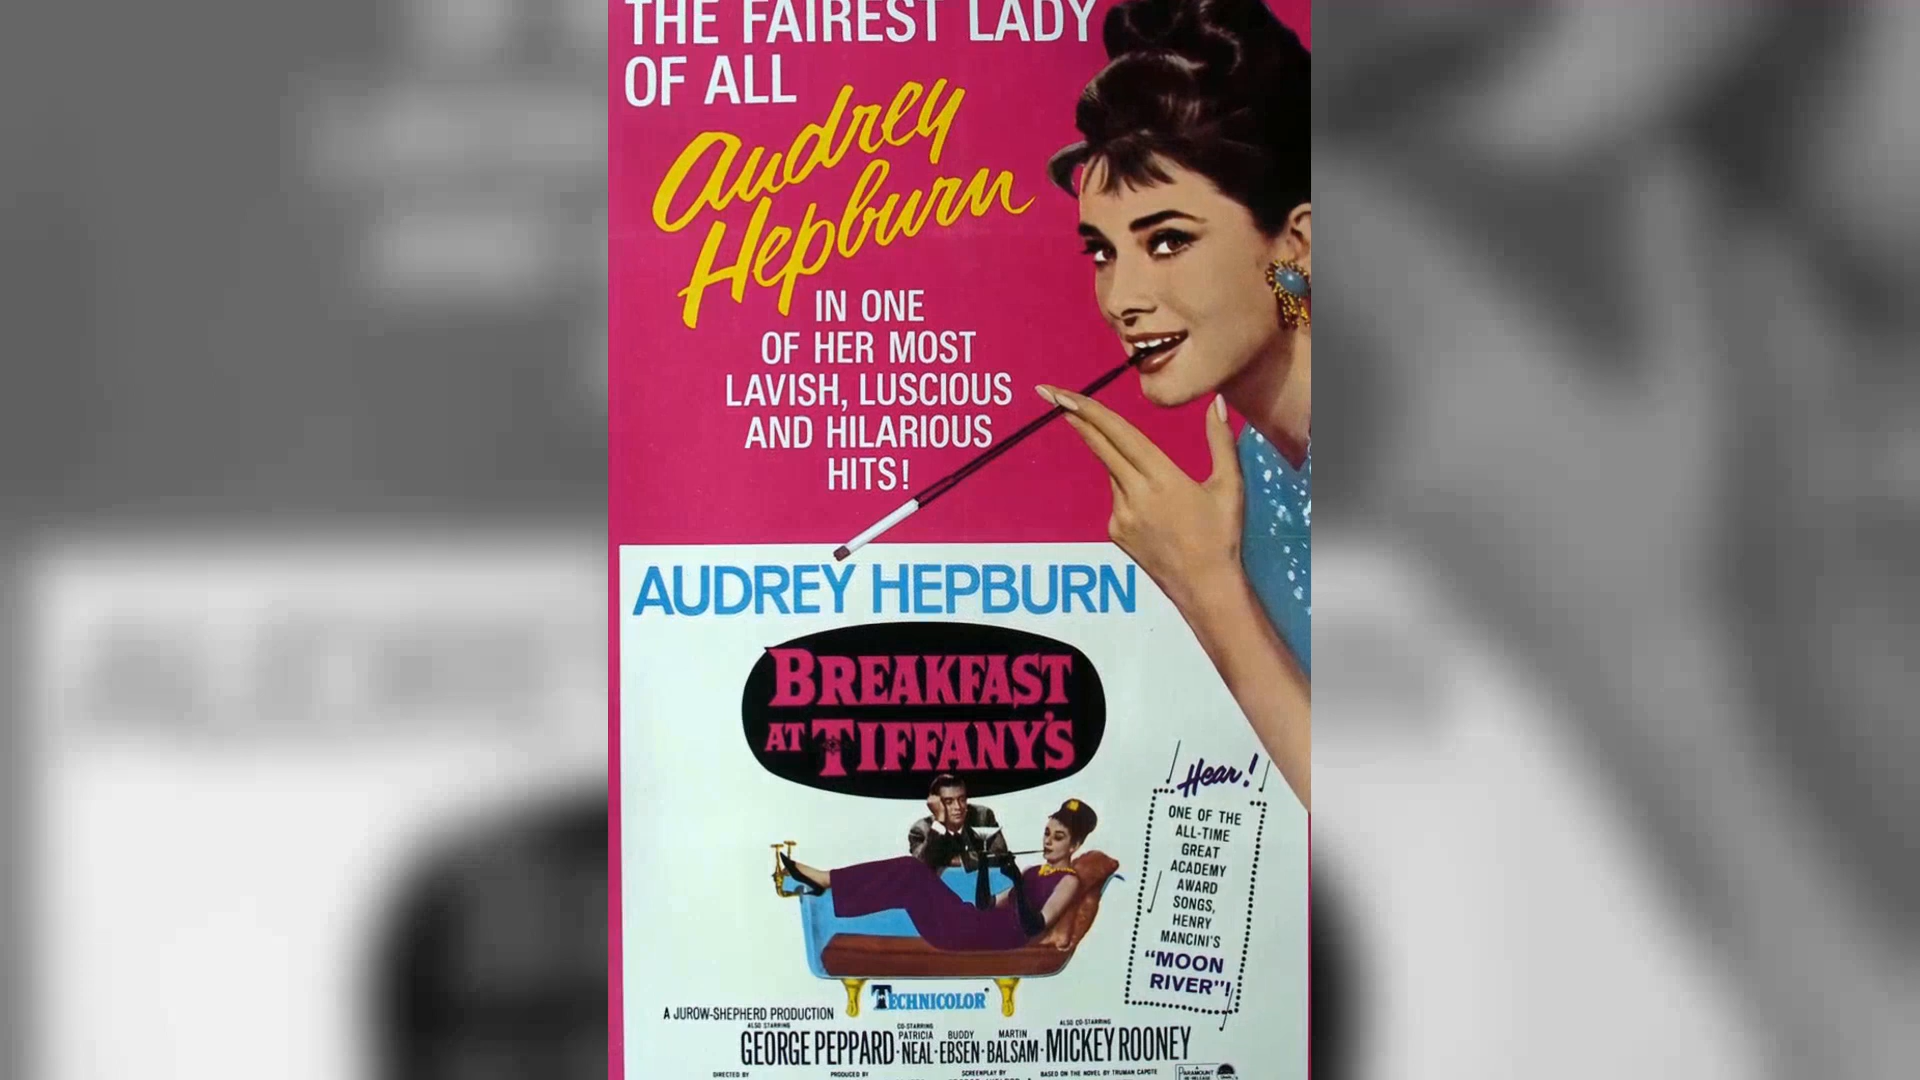 THE FAIREST LADY
OF ALL
Audrey
Hepburn
IN ONE
OF HER MOST
LAVISH, LUSCIOUS
AND HILARIOUS
HITS!
AUDREY HEPBURN
BREAKFAST
AT TIFFANY'S
Hear!
ONE OF THE
ALL-TIME
GREAT
ACADEMY
AWARD
SONGS,
HENRY
MANCINI'S
"MOON
RIVER"!
TECHNICOLOR
A JUROW-SHEPHERD PRODUCTION
ALSO STARRING CO-STARRING ALSO CO-STARRING
GEORGE PEPPARD · PATRICIA NEAL · BUDDY EBSEN · MARTIN BALSAM · MICKEY ROONEY
DIRECTED BY PRODUCED BY SCREENPLAY BY BASED ON THE NOVEL BY TRUMAN CAPOTE
A PARAMOUNT